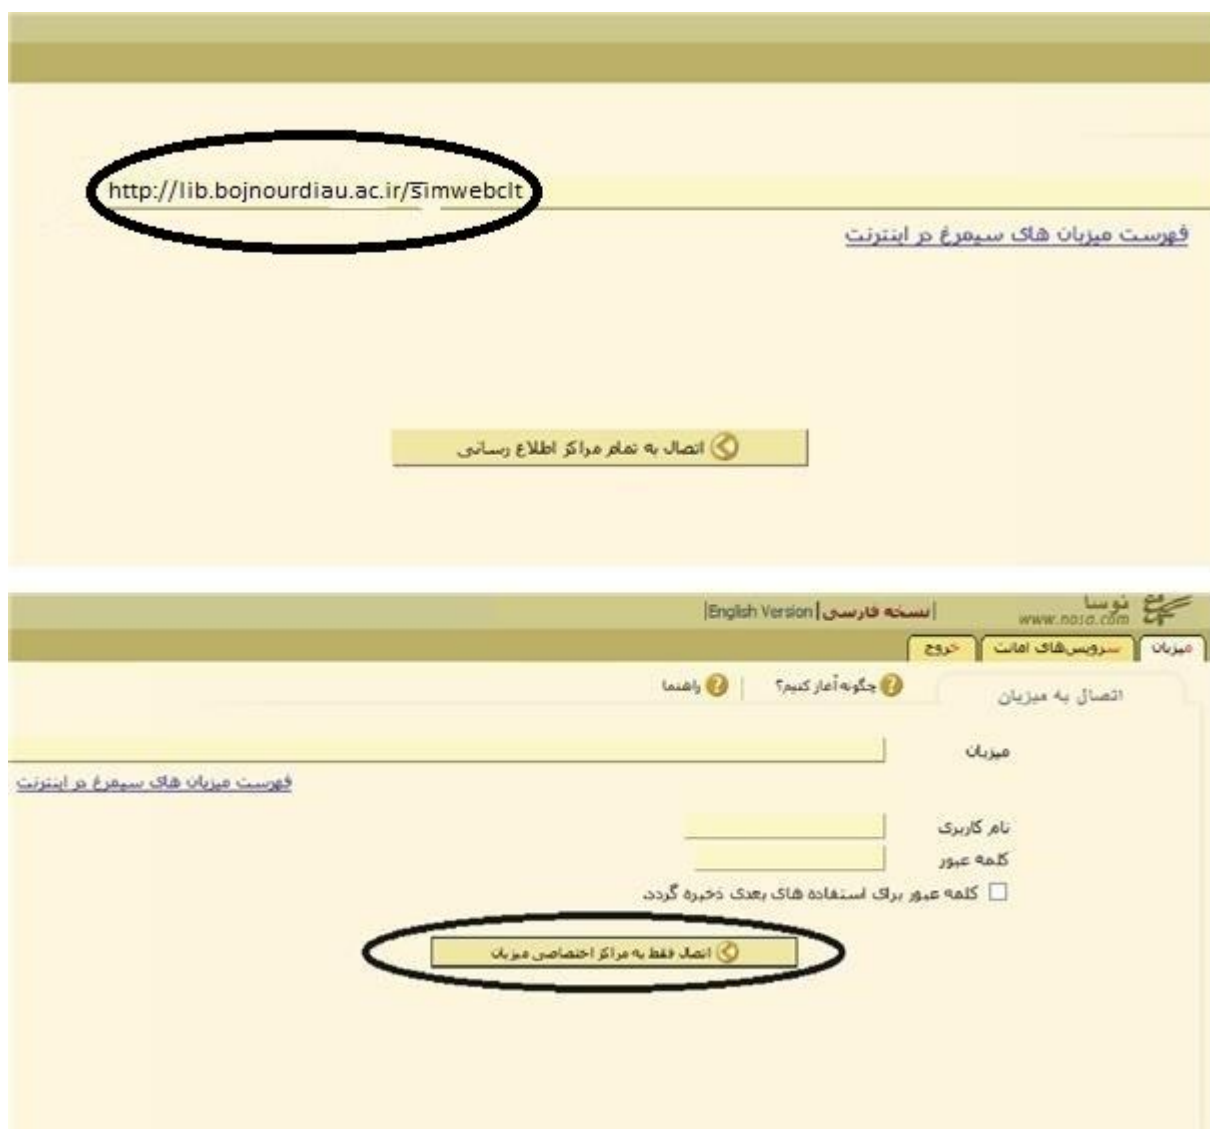 http://lib.bojnourdiau.ac.ir/simwebclt
فهرست میزبان های سیمرغ در اینترنت
اتصال به تمام مراکز اطلاع رسانی
نوسا
www.nosa.com
|نسخه فارسی|English Version|
میزبان سرویس‌های امانت خروج
اتصال به میزبان چگونه آغاز کنیم؟ | راهنما
میزبان
فهرست میزبان های سیمرغ در اینترنت
نام کاربری
کلمه عبور
کلمه عبور برای استفاده های بعدی ذخیره گردد.
اتصال فقط به مراکز اختصاصی میزبان